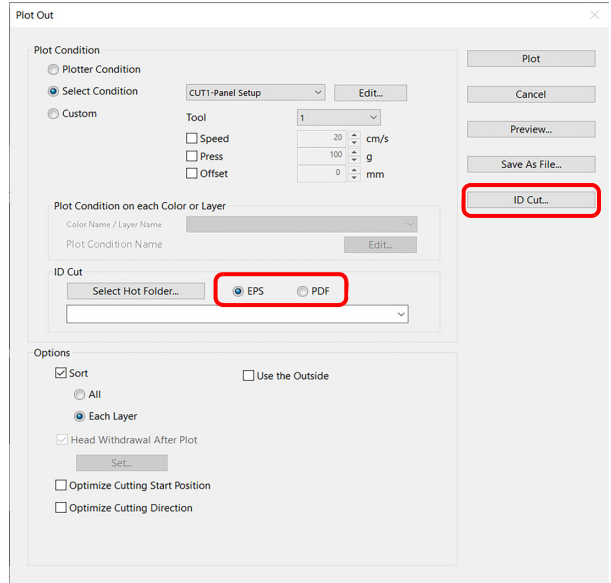 Plot Out
Plot Condition
Plotter Condition
Select Condition
CUT1-Panel Setup
Edit...
Custom
Tool
1
Speed
20
cm/s
Press
100
g
Offset
0
mm
Plot Condition on each Color or Layer
Color Name / Layer Name
Plot Condition Name
Edit...
ID Cut
Select Hot Folder...
EPS
PDF
Options
Sort
Use the Outside
All
Each Layer
Head Withdrawal After Plot
Set...
Optimize Cutting Start Position
Optimize Cutting Direction
Plot
Cancel
Preview...
Save As File...
ID Cut...